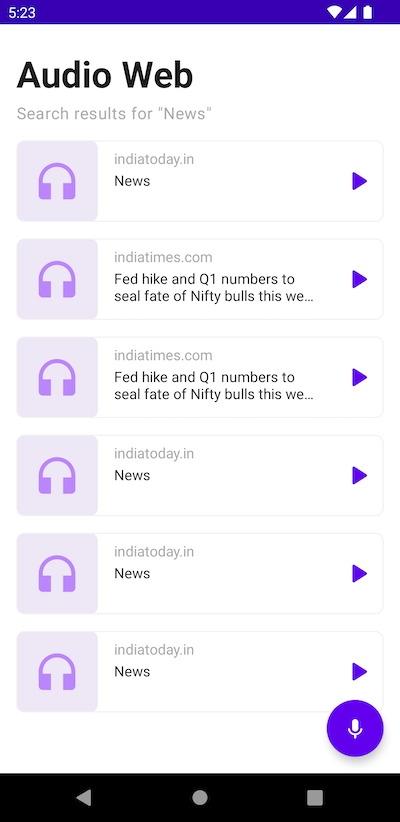 5:23
Audio Web
Search results for "News"
indiatoday.in
News
indiatimes.com
Fed hike and Q1 numbers to
seal fate of Nifty bulls this we…
indiatimes.com
Fed hike and Q1 numbers to
seal fate of Nifty bulls this we…
indiatoday.in
News
indiatoday.in
News
indiatoday.in
News